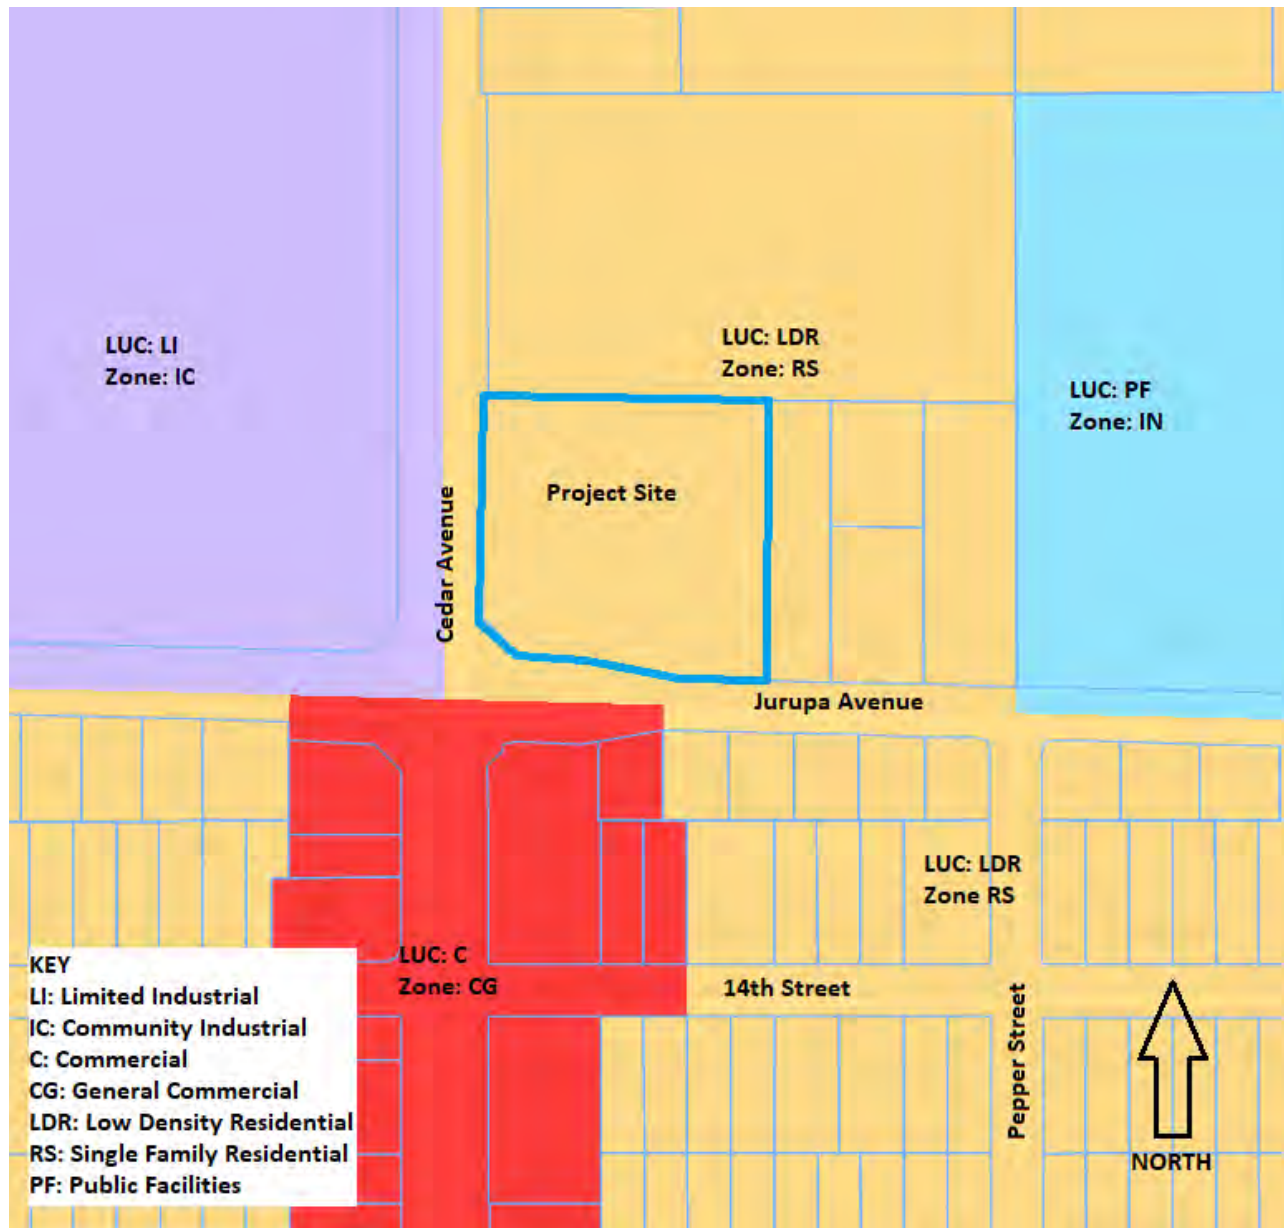 LUC: LI
Zone: IC
LUC: LDR
Zone: RS
LUC: PF
Zone: IN
Project Site
Cedar Avenue
Jurupa Avenue
LUC: LDR
Zone RS
LUC: C
Zone: CG
14th Street
Pepper Street
KEY
LI: Limited Industrial
IC: Community Industrial
C: Commercial
CG: General Commercial
LDR: Low Density Residential
RS: Single Family Residential
PF: Public Facilities
NORTH